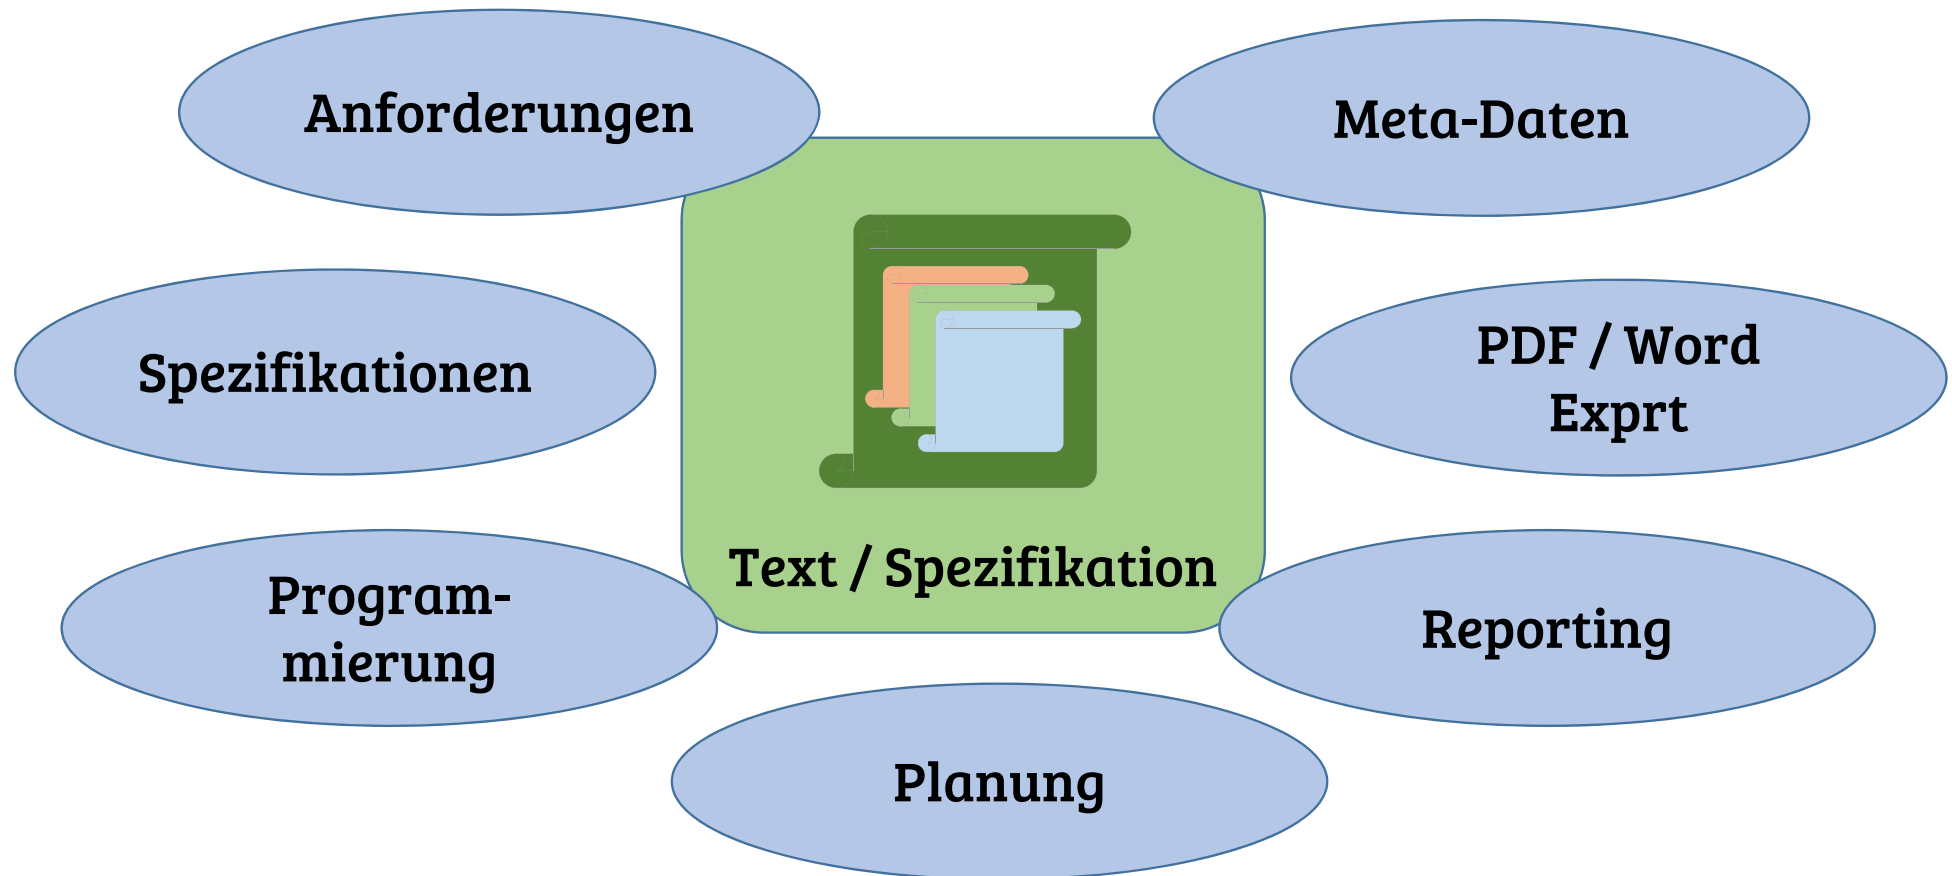 Anforderungen
Meta-Daten
Spezifikationen
PDF / Word
Exprt
Text / Spezifikation
Program-
mierung
Reporting
Planung